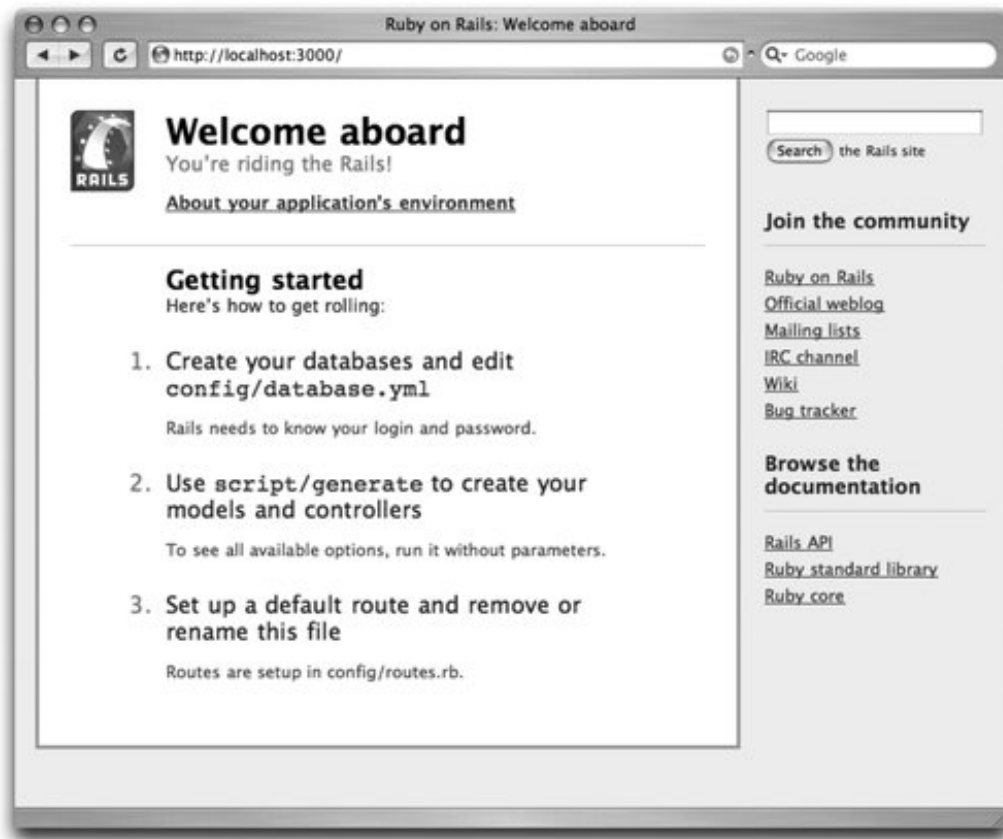 Ruby on Rails: Welcome aboard
http://localhost:3000/
Google
RAILS
Welcome aboard
You're riding the Rails!
About your application's environment
Getting started
Here's how to get rolling:
1. Create your databases and edit
config/database.yml
Rails needs to know your login and password.
2. Use script/generate to create your
models and controllers
To see all available options, run it without parameters.
3. Set up a default route and remove or
rename this file
Routes are setup in config/routes.rb.
Search the Rails site
Join the community
Ruby on Rails
Official weblog
Mailing lists
IRC channel
Wiki
Bug tracker
Browse the
documentation
Rails API
Ruby standard library
Ruby core